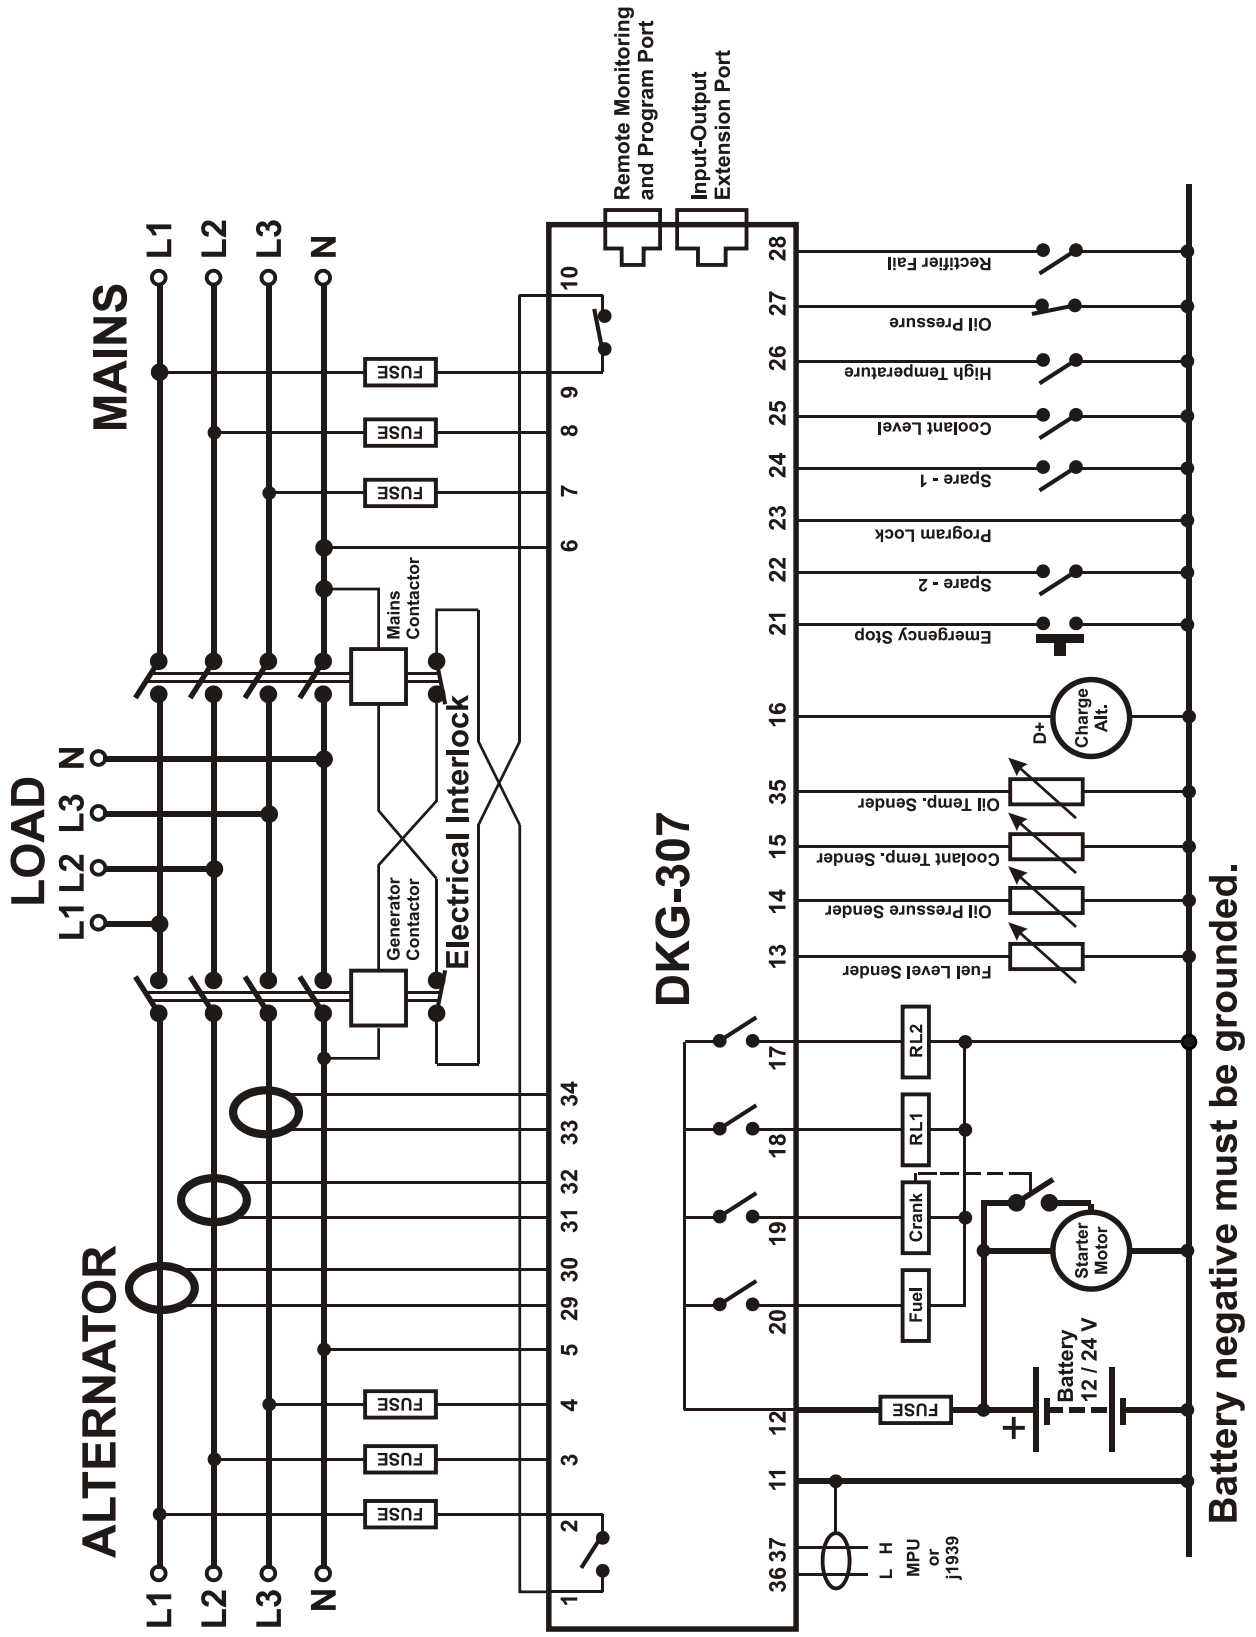 LOAD
ALTERNATOR
MAINS
L1 L2 L3 N
L1
L2
L3
N
L1
L2
L3
N
FUSE
FUSE
FUSE
Generator
Contactor
Mains
Contactor
FUSE
FUSE
FUSE
Electrical Interlock
1 2 3 4 5 29 30 31 32 33 34 6 7 8 9 10
DKG-307
Remote Monitoring
and Program Port
Input-Output
Extension Port
36 37 11 12 20 19 18 17 13 14 15 35 16 21 22 23 24 25 26 27 28
L H
MPU
or
j1939
FUSE
Fuel
Crank
RL1
RL2
Fuel Level Sender
Oil Pressure Sender
Coolant Temp. Sender
Oil Temp. Sender
Emergency Stop
Spare - 2
Program Lock
Spare - 1
Coolant Level
High Temperature
Oil Pressure
Rectifier Fail
+
Battery
12 / 24 V
Starter
Motor
D+
Charge
Alt.
Battery negative must be grounded.